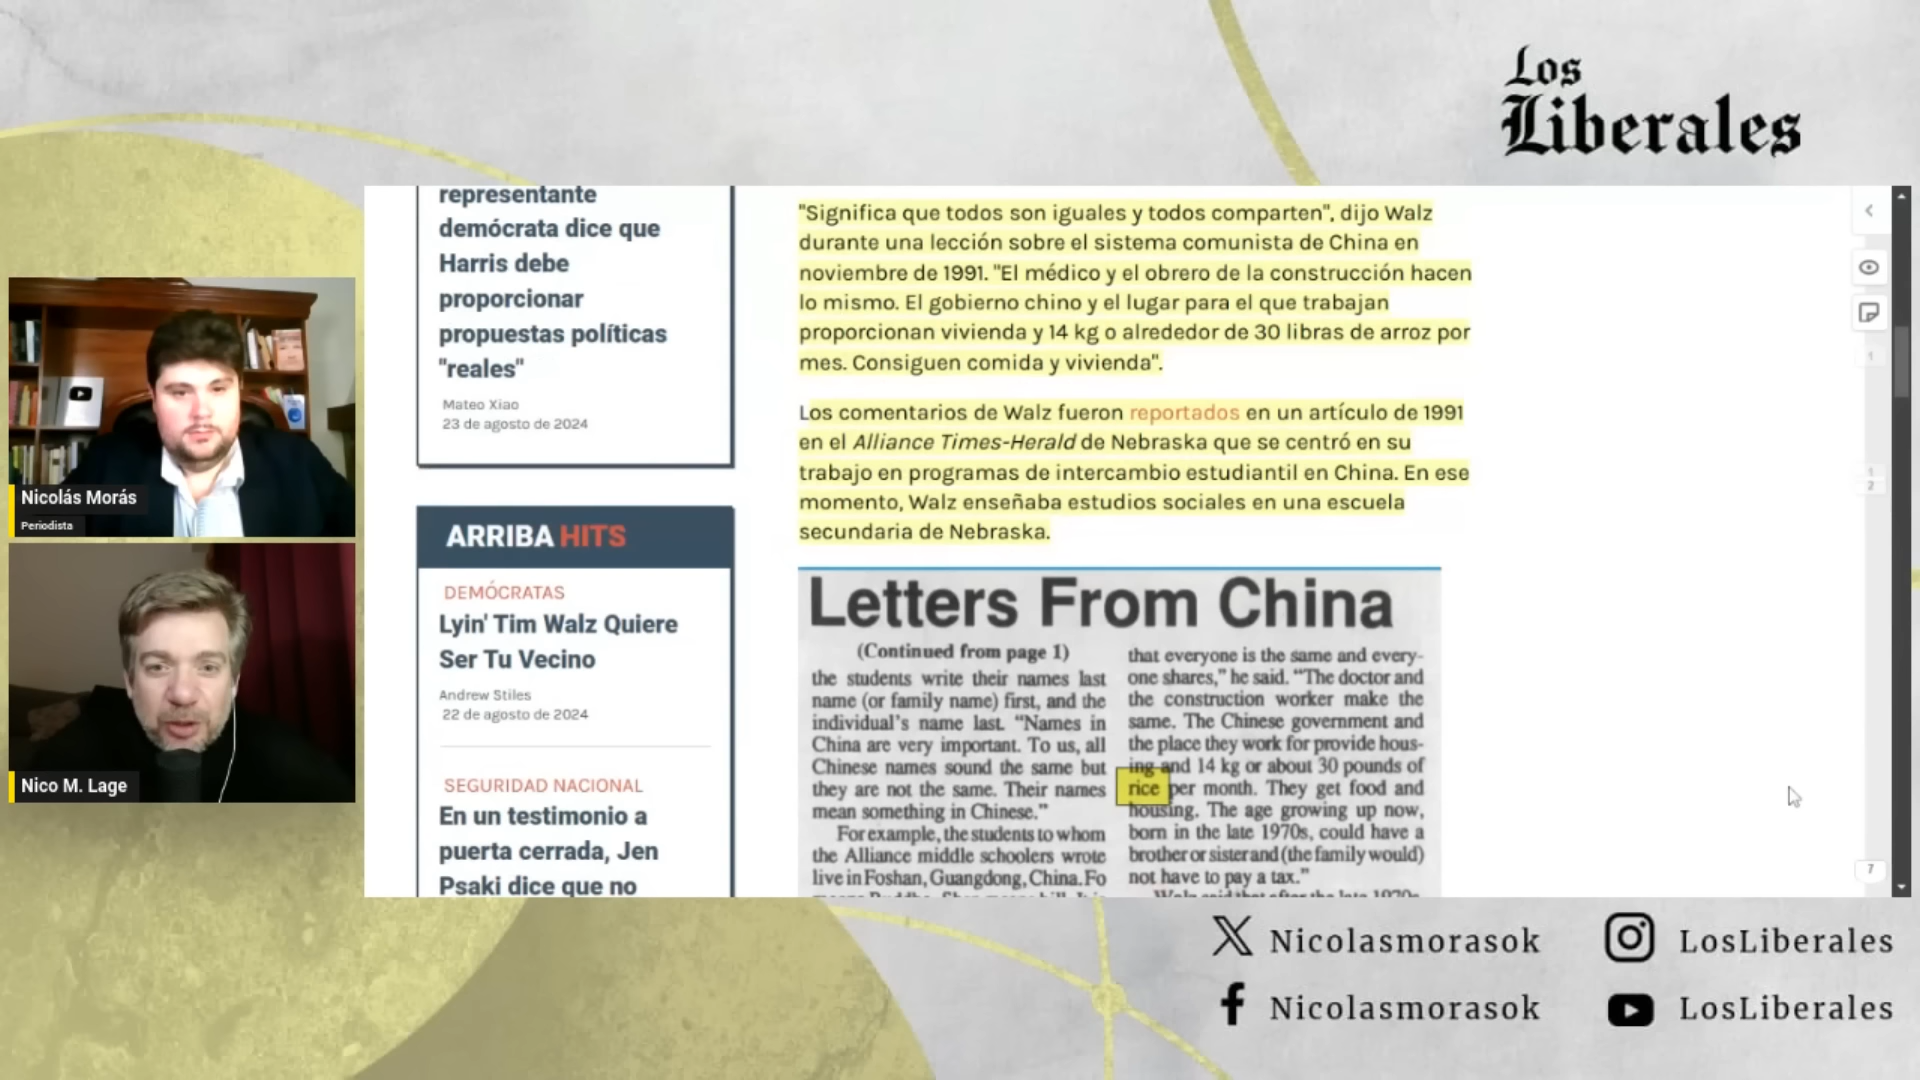 Los
Liberales
representante
demócrata dice que
Harris debe
proporcionar
propuestas políticas
"reales"
Mateo Xiao
23 de agosto de 2024
ARRIBA HITS
DEMÓCRATAS
Lyin' Tim Walz Quiere
Ser Tu Vecino
Andrew Stiles
22 de agosto de 2024
SEGURIDAD NACIONAL
En un testimonio a
puerta cerrada, Jen
Psaki dice que no
"Significa que todos son iguales y todos comparten", dijo Walz
durante una lección sobre el sistema comunista de China en
noviembre de 1991. "El médico y el obrero de la construcción hacen
lo mismo. El gobierno chino y el lugar para el que trabajan
proporcionan vivienda y 14 kg o alrededor de 30 libras de arroz por
mes. Consiguen comida y vivienda".
Los comentarios de Walz fueron reportados en un artículo de 1991
en el Alliance Times-Herald de Nebraska que se centró en su
trabajo en programas de intercambio estudiantil en China. En ese
momento, Walz enseñaba estudios sociales en una escuela
secundaria de Nebraska.
Letters From China
(Continued from page 1)
the students write their names last
name (or family name) first, and the
individual's name last. "Names in
China are very important. To us, all
Chinese names sound the same but
they are not the same. Their names
mean something in Chinese."
For example, the students to whom
the Alliance middle schoolers wrote
live in Foshan, Guangdong, China. Fo
that everyone is the same and every-
one shares," he said. "The doctor and
the construction worker make the
same. The Chinese government and
the place they work for provide hous-
ing and 14 kg or about 30 pounds of
rice per month. They get food and
housing. The age growing up now,
born in the late 1970s, could have a
brother or sister and (the family would)
not have to pay a tax."
1
1
2
7
Nicolás Morás
Periodista
Nico M. Lage
Nicolasmorasok
LosLiberales
Nicolasmorasok
LosLiberales